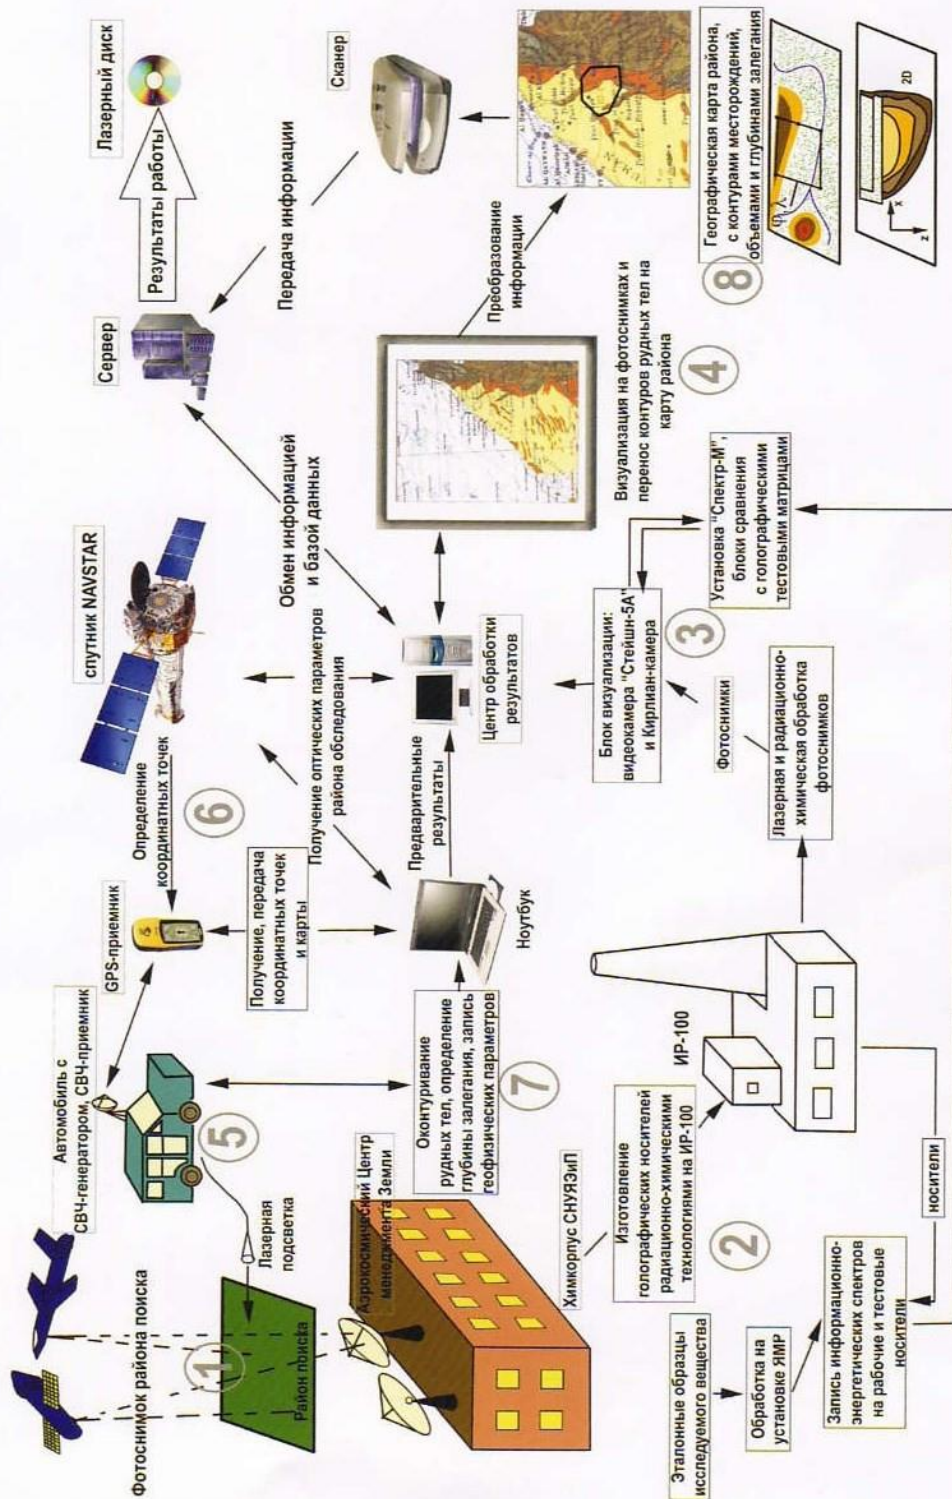 Фотоснимок района поиска
1
Район поиска
Автомобиль с
СВЧ-генератором, СВЧ-приемник
5
Лазерная
подсветка
Аэрокосмический Центр
менеджмента Земли
Химкорпус СНУЯЭиП
GPS-приемник
Определение
координатных точек
6
спутник NAVSTAR
Получение, передача
координатных точек
и карты
Получение оптических параметров
района обследования
Обмен информацией
и базой данных
Сервер
Результаты работы
Лазерный диск
Передача информации
Сканер
Оконтуривание
рудных тел, определение
глубины залегания, запись
геофизических параметров
7
Ноутбук
Предварительные
результаты
Центр обработки
результатов
Преобразование
информации
Визуализация на фотоснимках и
перенос контуров рудных тел на
карту района
4
Изготовление
голографических носителей
радиационно-химическими
технологиями на ИР-100
2
ИР-100
Блок визуализации:
видеокамера "Стейшн-5А"
и Кирлиан-камера
3
Установка "Спектр-М",
блоки сравнения
с голографическими
тестовыми матрицами
Фотоснимки
Лазерная и радиационно-
химическая обработка
фотоснимков
Эталонные образцы
исследуемого вещества
Обработка на
установке ЯМР
Запись информационно-
энергетических спектров
на рабочие и тестовые
носители
носители
8
Географическая карта района,
с контурами месторождений,
объемами и глубинами залегания
2D
x
z